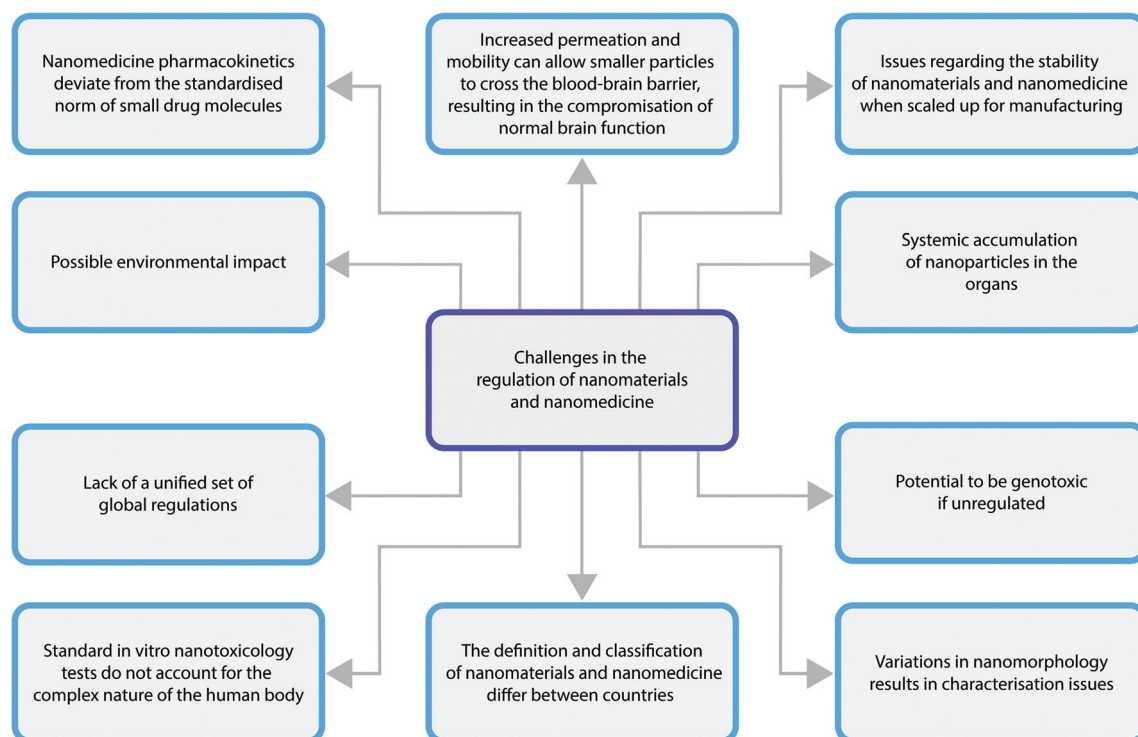 Nanomedicine pharmacokinetics
deviate from the standardised
norm of small drug molecules
Increased permeation and
mobility can allow smaller particles
to cross the blood-brain barrier,
resulting in the compromisation of
normal brain function
Issues regarding the stability
of nanomaterials and nanomedicine
when scaled up for manufacturing
Possible environmental impact
Systemic accumulation
of nanoparticles in the
organs
Challenges in the
regulation of nanomaterials
and nanomedicine
Lack of a unified set of
global regulations
Potential to be genotoxic
if unregulated
Standard in vitro nanotoxicology
tests do not account for the
complex nature of the human body
The definition and classification
of nanomaterials and nanomedicine
differ between countries
Variations in nanomorphology
results in characterisation issues